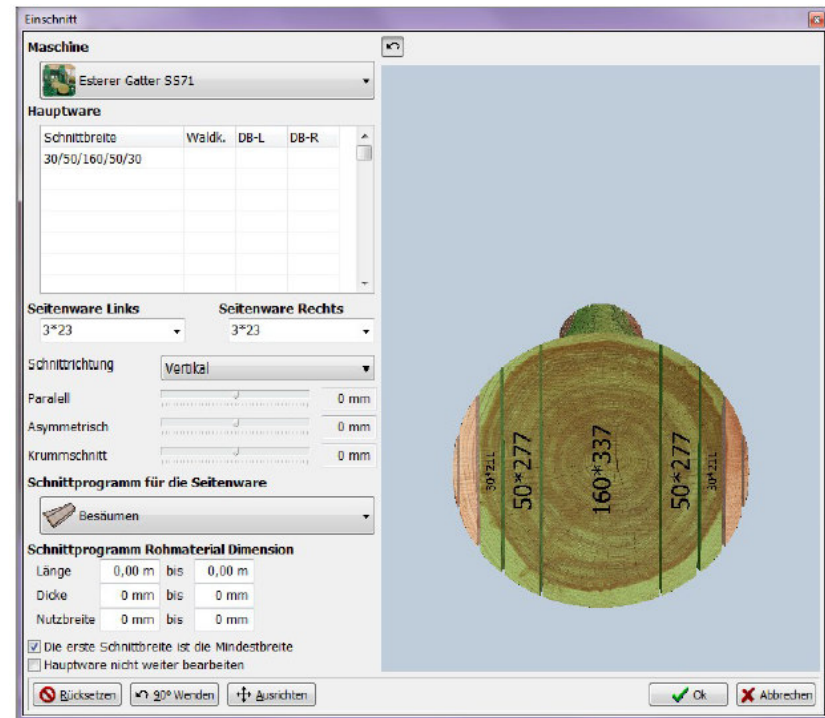 Einschnitt
Maschine
Esterer Gatter SS71
Hauptware
Schnittbreite Waldk. DB-L DB-R
30/50/160/50/30
Seitenware Links Seitenware Rechts
3*23 3*23
Schnittrichtung Vertikal
Paralell 0 mm
Asymmetrisch 0 mm
Krummschnitt 0 mm
Schnittprogramm für die Seitenware
Besäumen
Schnittprogramm Rohmaterial Dimension
Länge 0,00 m bis 0,00 m
Dicke 0 mm bis 0 mm
Nutzbreite 0 mm bis 0 mm
Die erste Schnittbreite ist die Mindestbreite
Hauptware nicht weiter bearbeiten
Rücksetzen 90° Wenden Ausrichten Ok Abbrechen
30*211
50*277
160*337
50*277
30*211